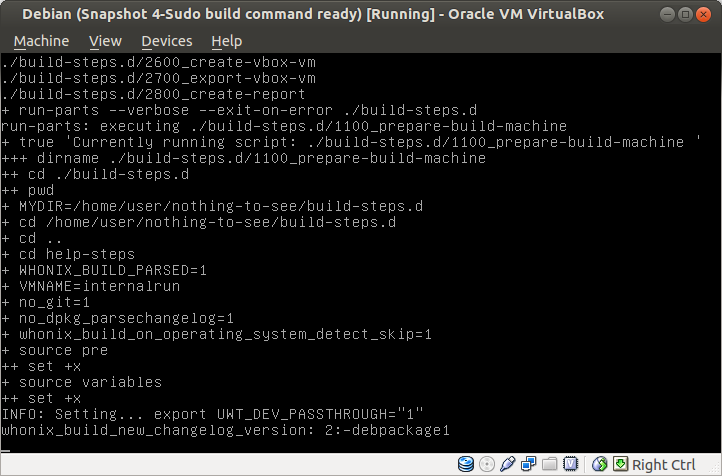 Debian (Snapshot 4-Sudo build command ready) [Running] - Oracle VM VirtualBox
Machine View Devices Help
./build-steps.d/2600_create-vbox-vm
./build-steps.d/2700_export-vbox-vm
./build-steps.d/2800_create-report
+ run-parts --verbose --exit-on-error ./build-steps.d
run-parts: executing ./build-steps.d/1100_prepare-build-machine
+ true 'Currently running script: ./build-steps.d/1100_prepare-build-machine '
+++ dirname ./build-steps.d/1100_prepare-build-machine
++ cd ./build-steps.d
++ pwd
+ MYDIR=/home/user/nothing-to-see/build-steps.d
+ cd /home/user/nothing-to-see/build-steps.d
+ cd ..
+ cd help-steps
+ WHONIX_BUILD_PARSED=1
+ VMNAME=internalrun
+ no_git=1
+ no_dpkg_parsechangelog=1
+ whonix_build_on_operating_system_detect_skip=1
+ source pre
++ set +x
+ source variables
++ set +x
INFO: Setting... export UWT_DEV_PASSTHROUGH="1"
whonix_build_new_changelog_version: 2:-debpackage1
Right Ctrl